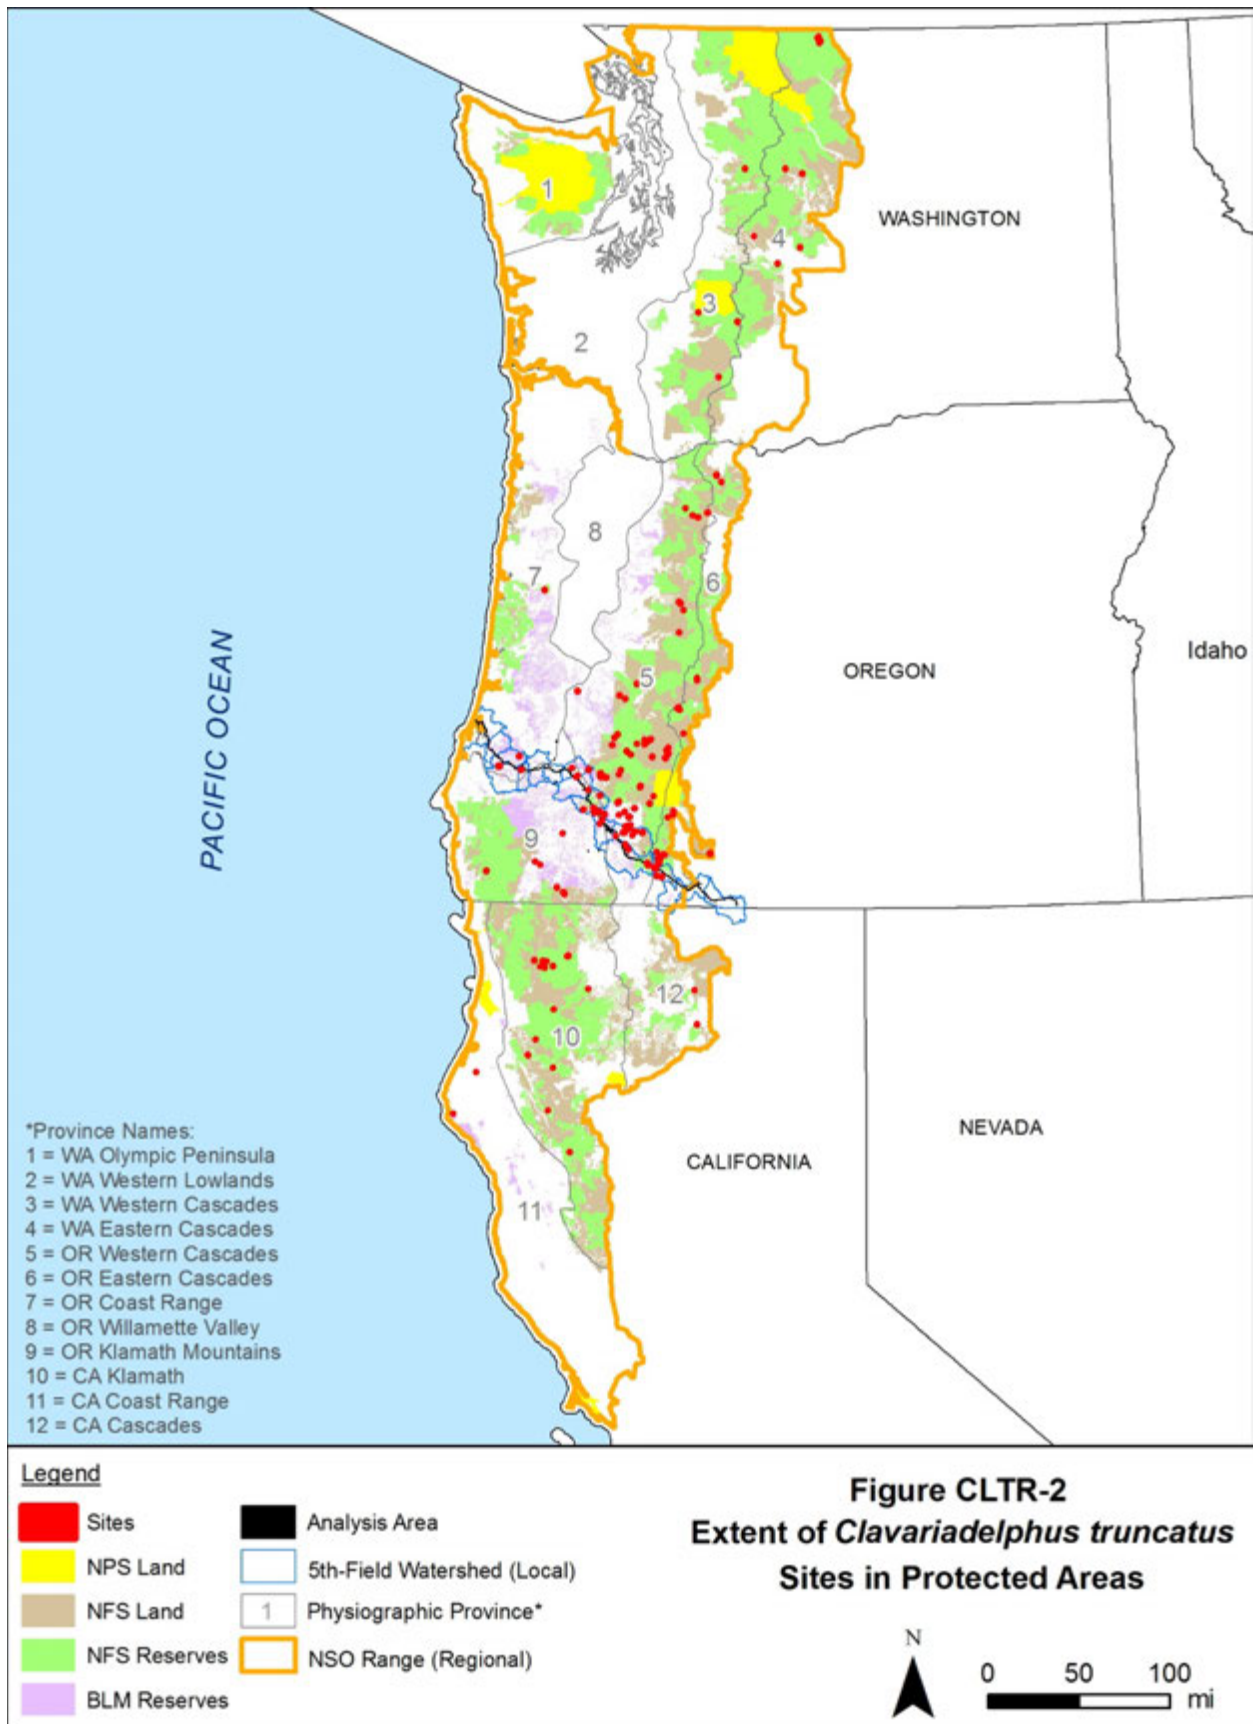 1
WASHINGTON
4
3
2
8
7
6
PACIFIC OCEAN
5
OREGON
Idaho
9
12
10
11
NEVADA
CALIFORNIA
*Province Names:
1 = WA Olympic Peninsula
2 = WA Western Lowlands
3 = WA Western Cascades
4 = WA Eastern Cascades
5 = OR Western Cascades
6 = OR Eastern Cascades
7 = OR Coast Range
8 = OR Willamette Valley
9 = OR Klamath Mountains
10 = CA Klamath
11 = CA Coast Range
12 = CA Cascades
Legend
Sites
NPS Land
NFS Land
NFS Reserves
BLM Reserves
Analysis Area
5th-Field Watershed (Local)
1 Physiographic Province*
NSO Range (Regional)
Figure CLTR-2
Extent of Clavariadelphus truncatus
Sites in Protected Areas
N
0 50 100
mi